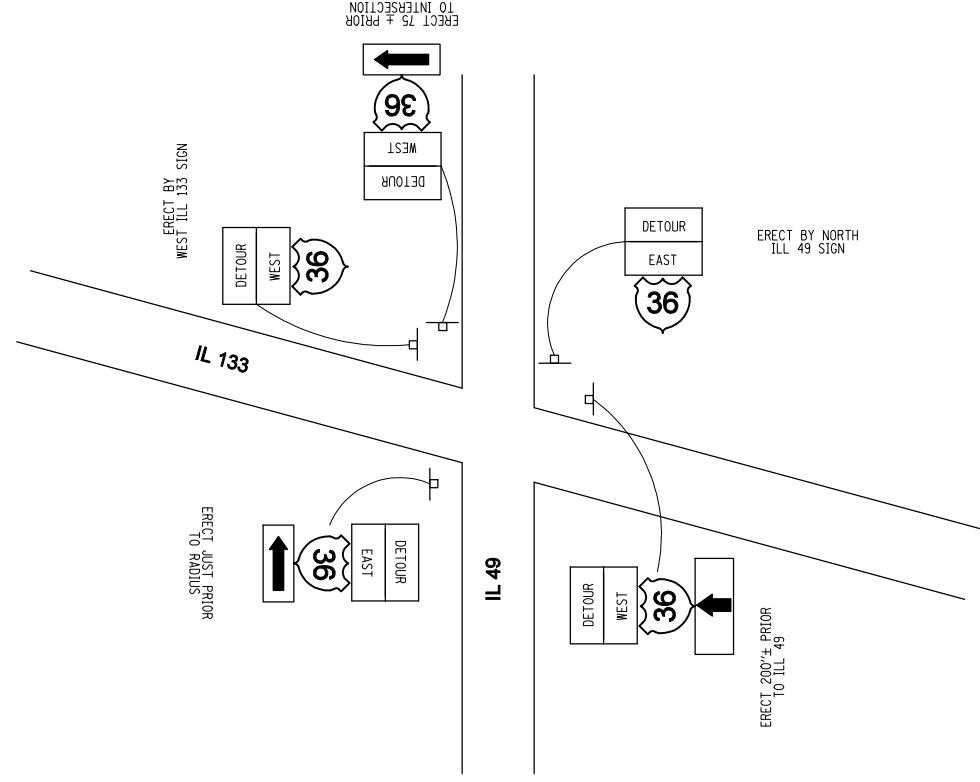 ERECT 75 ± PRIOR
TO INTERSECTION
36
WEST
DETOUR
ERECT BY
WEST ILL 133 SIGN
DETOUR
WEST
36
DETOUR
EAST
36
ERECT BY NORTH
ILL 49 SIGN
IL 133
ERECT JUST PRIOR
TO RADIUS
36
EAST
DETOUR
IL 49
DETOUR
WEST
36
ERECT 200"± PRIOR
TO ILL 49